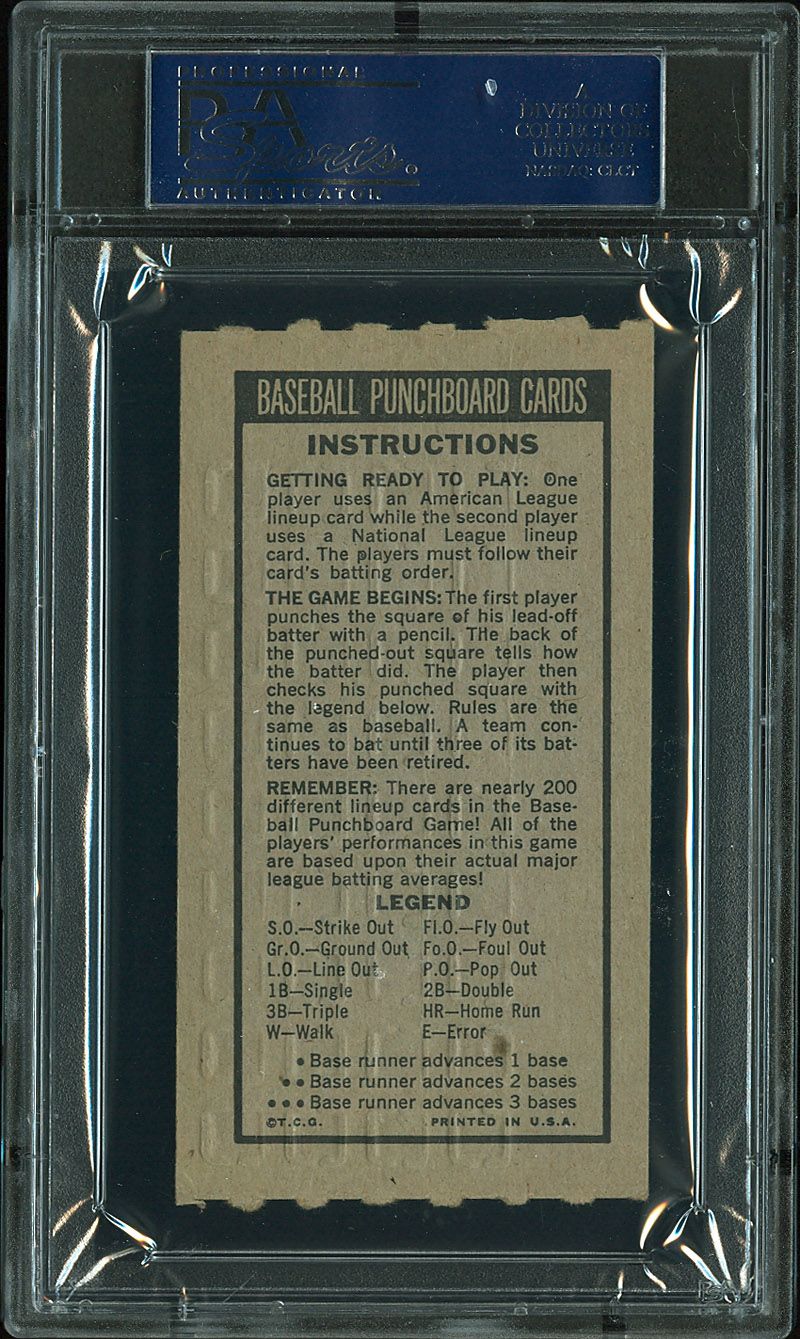 PROFESSIONAL
PSA
Sports
AUTHENTICATOR
A
DIVISION OF
COLLECTORS
UNIVERSE
NASDAQ: CLCT
BASEBALL PUNCHBOARD CARDS
INSTRUCTIONS
GETTING READY TO PLAY: One
player uses an American League
lineup card while the second player
uses a National League lineup
card. The players must follow their
card's batting order.
THE GAME BEGINS: The first player
punches the square of his lead-off
batter with a pencil. The back of
the punched-out square tells how
the batter did. The player then
checks his punched square with
the legend below. Rules are the
same as baseball. A team con-
tinues to bat until three of its bat-
ters have been retired.
REMEMBER: There are nearly 200
different lineup cards in the Base-
ball Punchboard Game! All of the
players' performances in this game
are based upon their actual major
league batting averages!
LEGEND
S.O.—Strike Out Fl.O.—Fly Out
Gr.O.—Ground Out Fo.O.—Foul Out
L.O.—Line Out P.O.—Pop Out
1B—Single 2B—Double
3B—Triple HR—Home Run
W—Walk E—Error
• Base runner advances 1 base
• • Base runner advances 2 bases
• • • Base runner advances 3 bases
©T.C.G. PRINTED IN U.S.A.